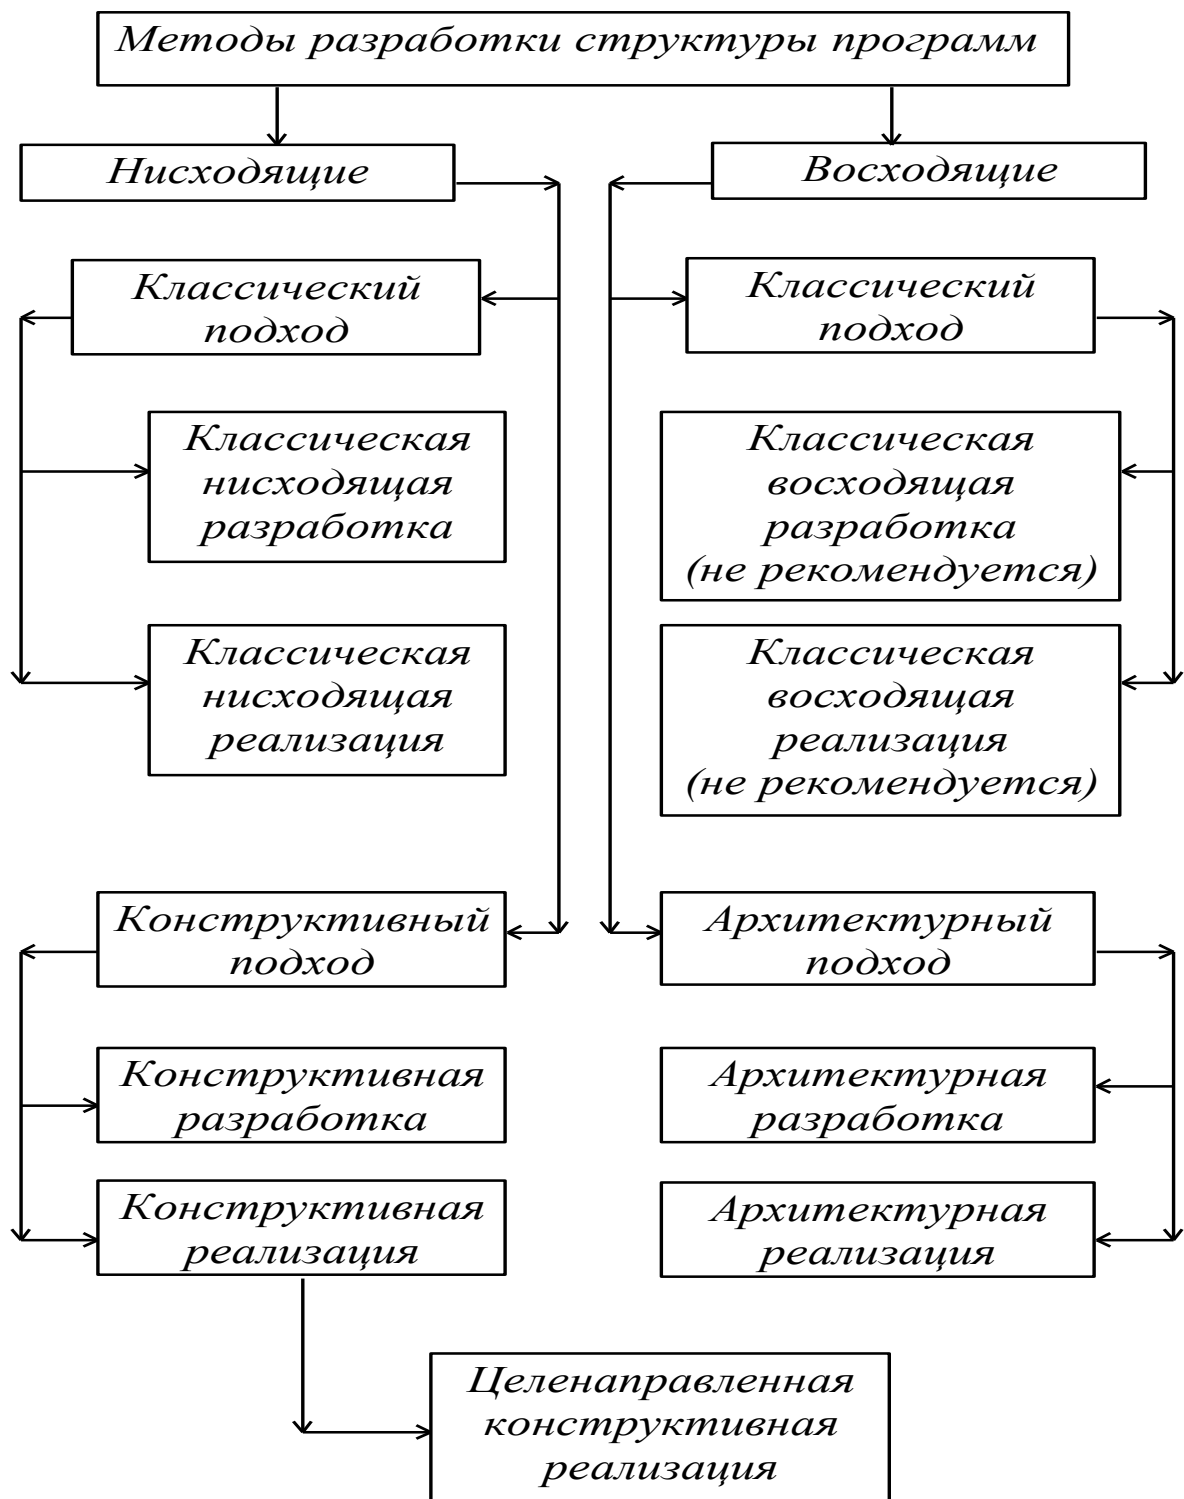 Методы разработки структуры программ
Нисходящие
Восходящие
Классический
подход
Классический
подход
Классическая
нисходящая
разработка
Классическая
восходящая
разработка
(не рекомендуется)
Классическая
нисходящая
реализация
Классическая
восходящая
реализация
(не рекомендуется)
Конструктивный
подход
Архитектурный
подход
Конструктивная
разработка
Архитектурная
разработка
Конструктивная
реализация
Архитектурная
реализация
Целенаправленная
конструктивная
реализация